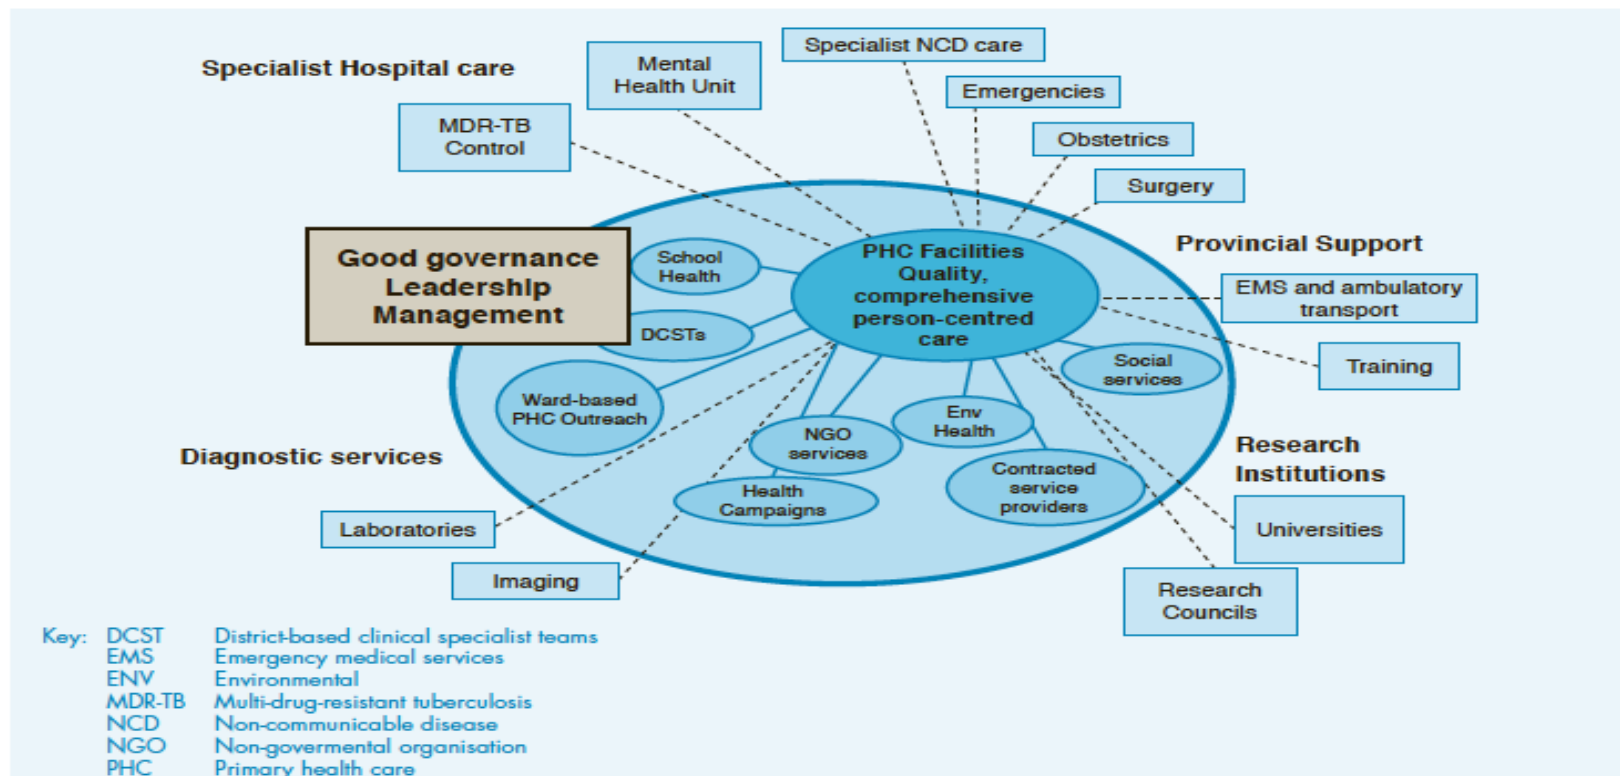 Specialist Hospital care
Mental
Health Unit
Specialist NCD care
MDR-TB
Control
Emergencies
Obstetrics
Surgery
Good governance
Leadership
Management
School
Health
PHC Facilities
Quality,
comprehensive
person-centred
care
Provincial Support
EMS and ambulatory
transport
Training
DCSTs
Social
services
Ward-based
PHC Outreach
NGO
services
Env
Health
Contracted
service
providers
Health
Campaigns
Diagnostic services
Laboratories
Imaging
Research
Institutions
Universities
Research
Councils
Key: DCST District-based clinical specialist teams
EMS Emergency medical services
ENV Environmental
MDR-TB Multi-drug-resistant tuberculosis
NCD Non-communicable disease
NGO Non-govermental organisation
PHC Primary health care